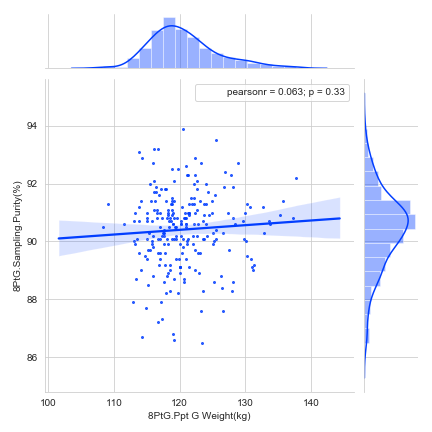 pearsonr = 0.063; p = 0.33
94
92
90
88
86
8PtG.Sampling.Purity(%)
100 110 120 130 140
8PtG.Ppt G Weight(kg)